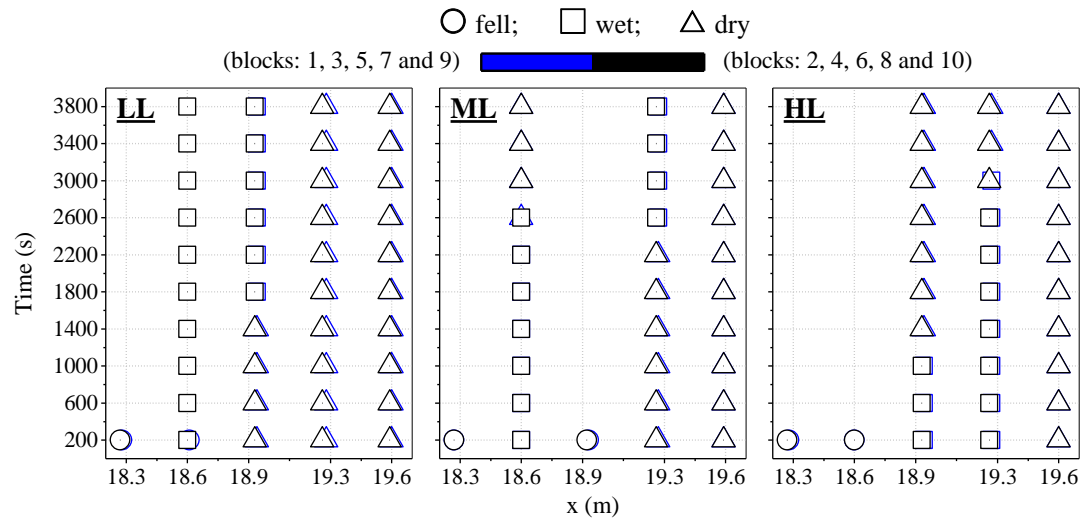 fell; wet; dry
(blocks: 1, 3, 5, 7 and 9) (blocks: 2, 4, 6, 8 and 10)
LL ML HL
3800
3400
3000
2600
2200
1800
1400
1000
600
200
Time (s)
18.3 18.6 18.9 19.3 19.6 18.3 18.6 18.9 19.3 19.6 18.3 18.6 18.9 19.3 19.6
x (m)